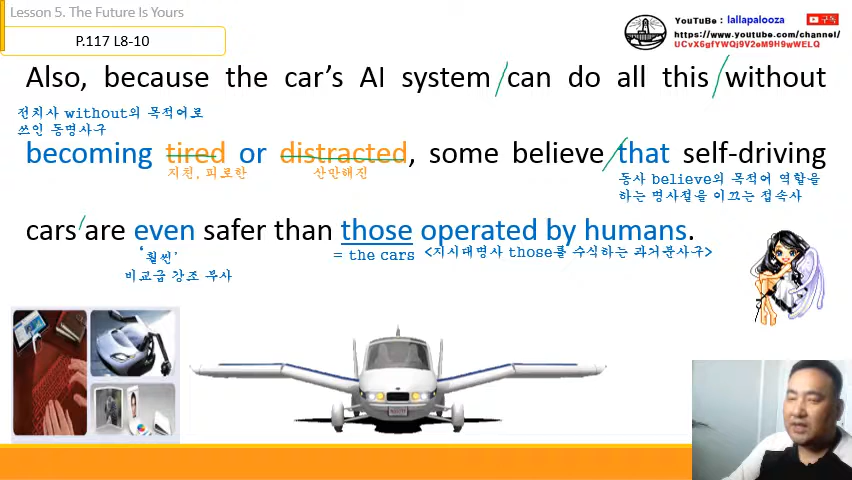 Lesson 5. The Future Is Yours
P.117 L8-10
YouTuBe : lallapalooza
구독
https://www.youtube.com/channel/
UCvX6gfYWQj9V2eM9H9wWELQ
Also, because the car’s AI system can do all this without
전치사 without의 목적어로
쓰인 동명사구
becoming tired or distracted, some believe that self-driving
지친, 피로한
산만해진
동사 believe의 목적어 역할을
하는 명사절을 이끄는 접속사
cars are even safer than those operated by humans.
‘훨씬’
비교급 강조 부사
= the cars
<지시대명사 those를 수식하는 과거분사구>